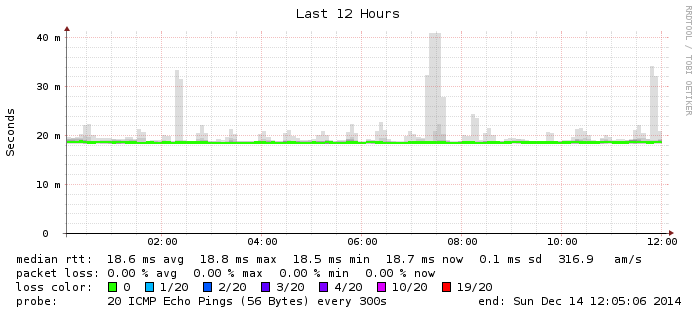 Last 12 Hours
RRDTOOL / TOBI OETIKER
Seconds
40 m
30 m
20 m
10 m
0
02:00 04:00 06:00 08:00 10:00 12:00
median rtt: 18.6 ms avg 18.8 ms max 18.5 ms min 18.7 ms now 0.1 ms sd 316.9 am/s
packet loss: 0.00 % avg 0.00 % max 0.00 % min 0.00 % now
loss color: 0 1/20 2/20 3/20 4/20 10/20 19/20
probe: 20 ICMP Echo Pings (56 Bytes) every 300s end: Sun Dec 14 12:05:06 2014